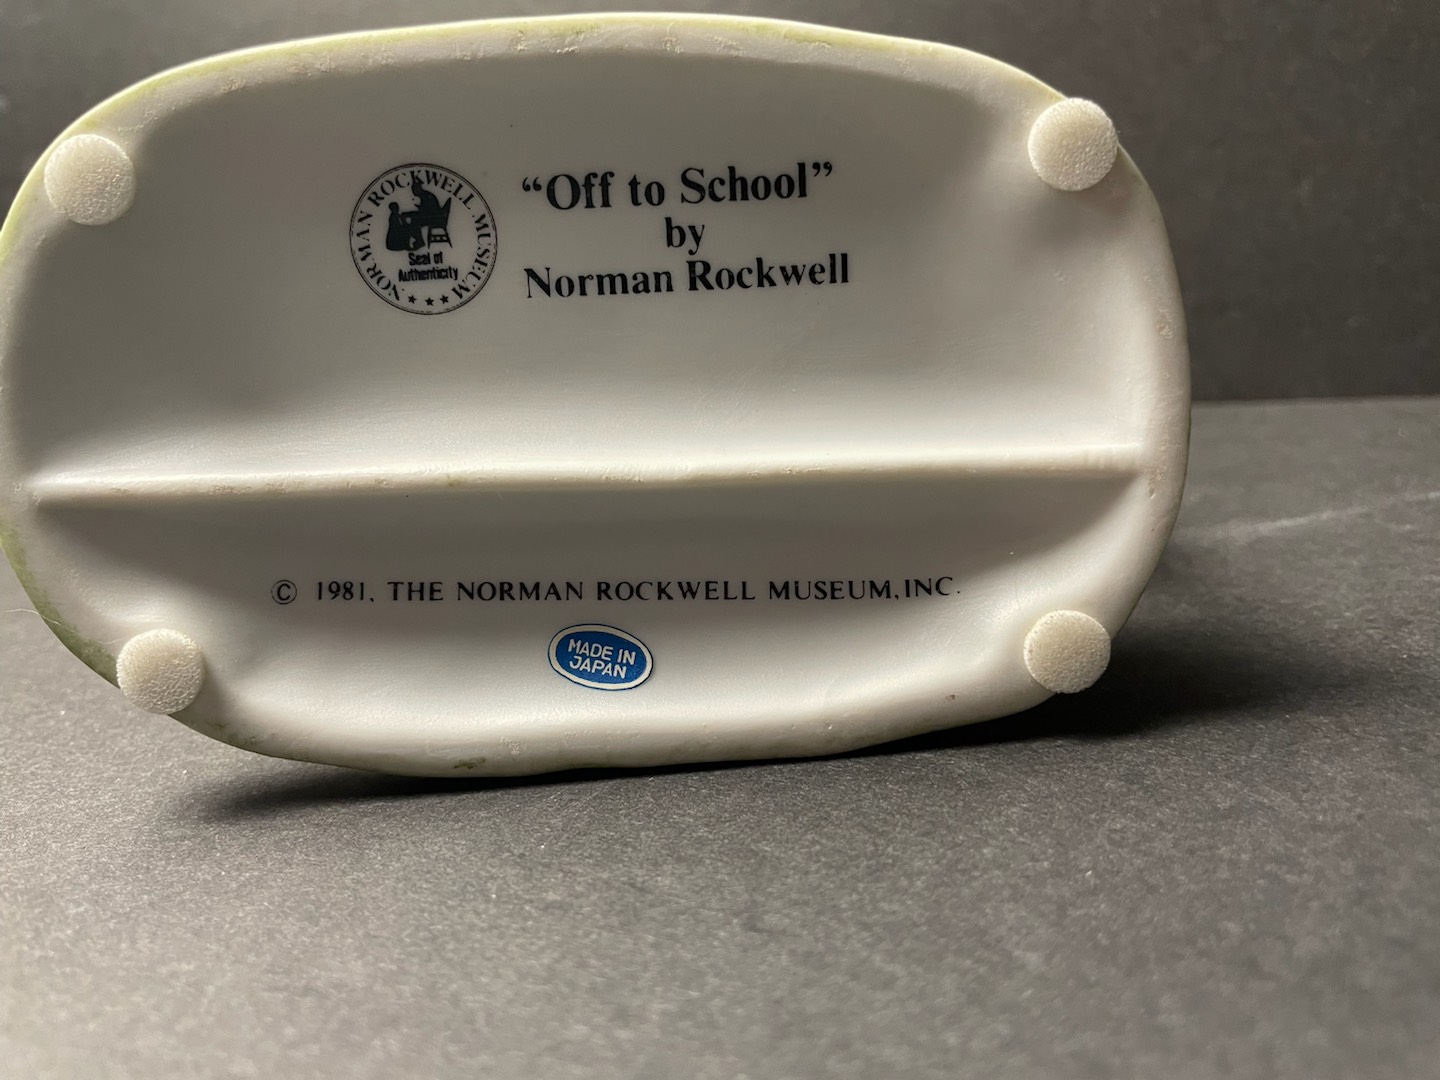 NORMAN ROCKWELL MUSEUM
Seal of
Authenticity
“Off to School”
by
Norman Rockwell
© 1981, THE NORMAN ROCKWELL MUSEUM, INC.
MADE IN
JAPAN